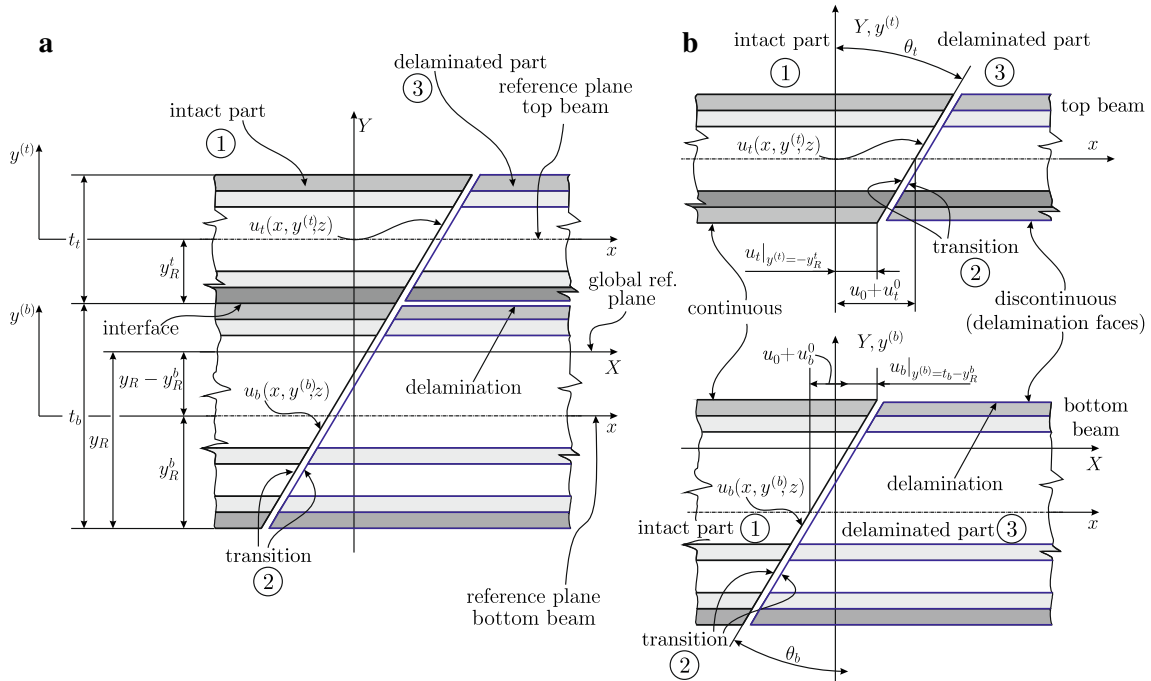 a
delaminated part
③
reference plane
top beam
intact part
①
Y
y^{(t)}
u_t(x, y^{(t)}, z)
x
t_t
y_R^t
global ref.
plane
y^{(b)}
interface
X
y_R − y_R^b
delamination
u_b(x, y^{(b)}, z)
x
t_b
y_R
y_R^b
transition
②
reference plane
bottom beam
b
Y, y^{(t)}
intact part
①
θ_t
delaminated part
③
top beam
u_t(x, y^{(t)}, z)
x
transition
②
u_t|_{y^{(t)}=−y_R^t}
u_0+u_t^0
continuous
discontinuous
(delamination faces)
Y, y^{(b)}
u_0+u_b^0
u_b|_{y^{(b)}=t_b−y_R^b}
bottom
beam
X
delamination
u_b(x, y^{(b)}, z)
x
intact part ①
delaminated part ③
transition
②
θ_b